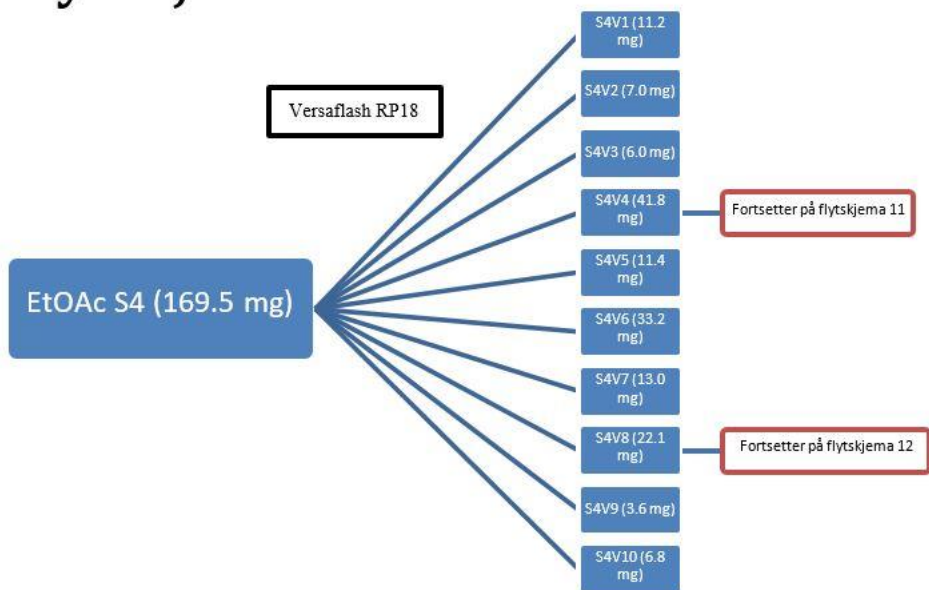 S4V1 (11.2
mg)
Versaflash RP18
S4V2 (7.0 mg)
S4V3 (6.0 mg)
S4V4 (41.8
mg)
Fortsetter på flytskjema 11
S4V5 (11.4
mg)
EtOAc S4 (169.5 mg)
S4V6 (33.2
mg)
S4V7 (13.0
mg)
S4V8 (22.1
mg)
Fortsetter på flytskjema 12
S4V9 (3.6 mg)
S4V10 (6.8
mg)